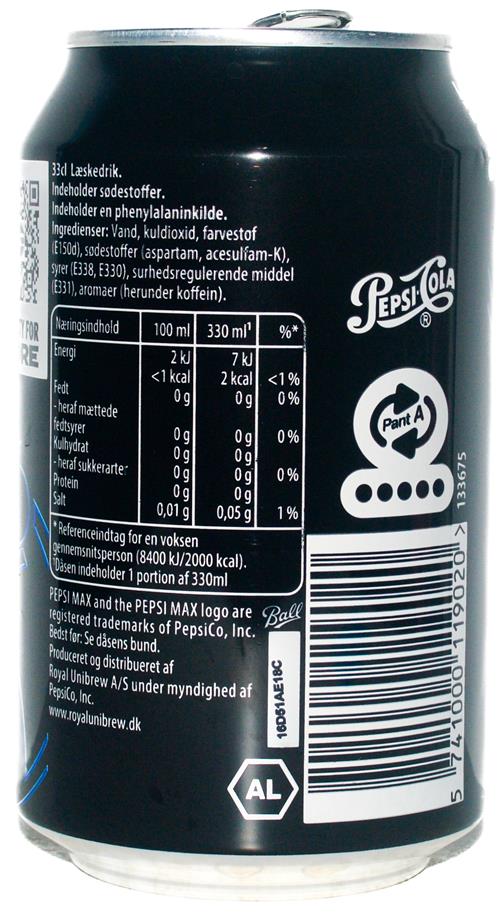 33cl Læskedrik.
Indeholder sødestoffer.
Indeholder en phenylalaninkilde.
Ingredienser: Vand, kuldioxid, farvestof
(E150d), sødestoffer (aspartam, acesulfam-K),
syrer (E338, E330), surhedsregulerende middel
(E331), aromaer (herunder koffein).
Næringsindhold 100 ml 330 ml¹ %*
Energi 2 kJ 7 kJ
<1 kcal 2 kcal <1 %
Fedt 0 g 0 g 0 %
- heraf mættede
fedtsyrer 0 g 0 g 0 %
Kulhydrat 0 g 0 g
- heraf sukkerarter 0 g 0 g 0 %
Protein 0 g 0 g
Salt 0,01 g 0,05 g 1 %
* Referenceindtag for en voksen
gennemsnitsperson (8400 kJ/2000 kcal).
¹Dåsen indeholder 1 portion af 330ml
PEPSI MAX and the PEPSI MAX logo are
registered trademarks of PepsiCo, Inc.
Bedst før: Se dåsens bund.
Produceret og distribueret af
Royal Unibrew A/S under myndighed af
PepsiCo, Inc.
www.royalunibrew.dk
Ball
16D51AE18C
AL
PEPSI-COLA
®
Pant A
133675
5 741000 119020 >
TY FOR
RE